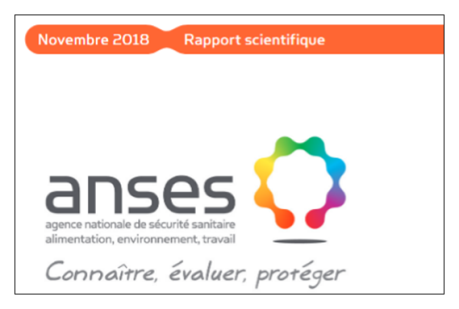 Novembre 2018 Rapport scientifique
anses
agence nationale de sécurité sanitaire
alimentation, environnement, travail
Connaître, évaluer, protéger